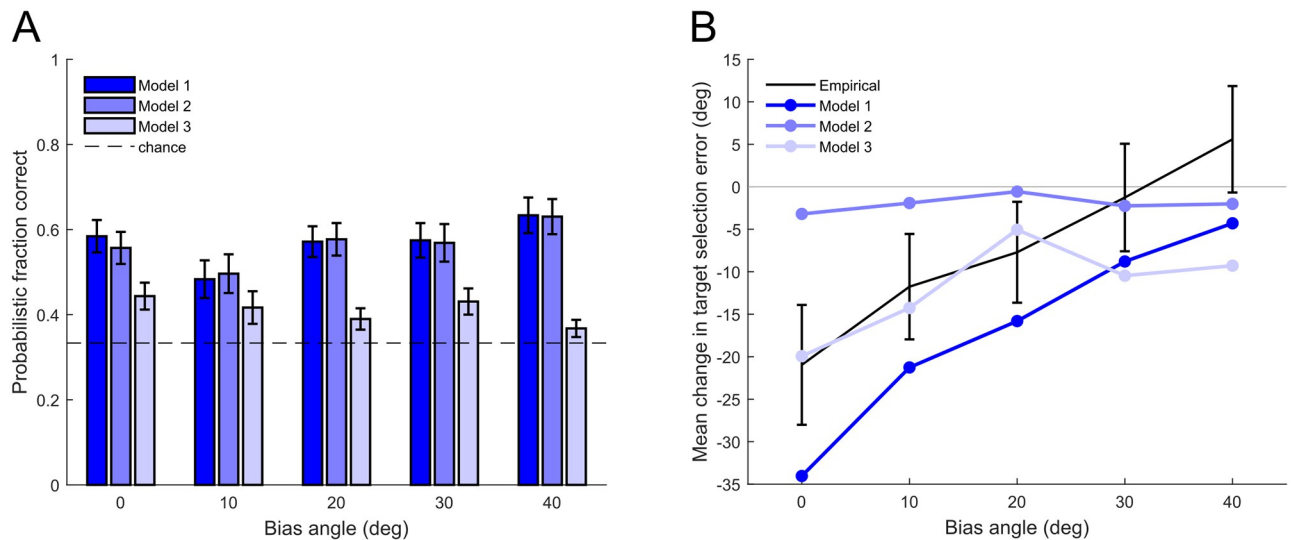 A
Probabilistic fraction correct
1
0.8
0.6
0.4
0.2
0
Model 1
Model 2
Model 3
chance
0 10 20 30 40
Bias angle (deg)
B
Mean change in target selection error (deg)
15
10
5
0
-5
-10
-15
-20
-25
-30
-35
Empirical
Model 1
Model 2
Model 3
0 10 20 30 40
Bias angle (deg)